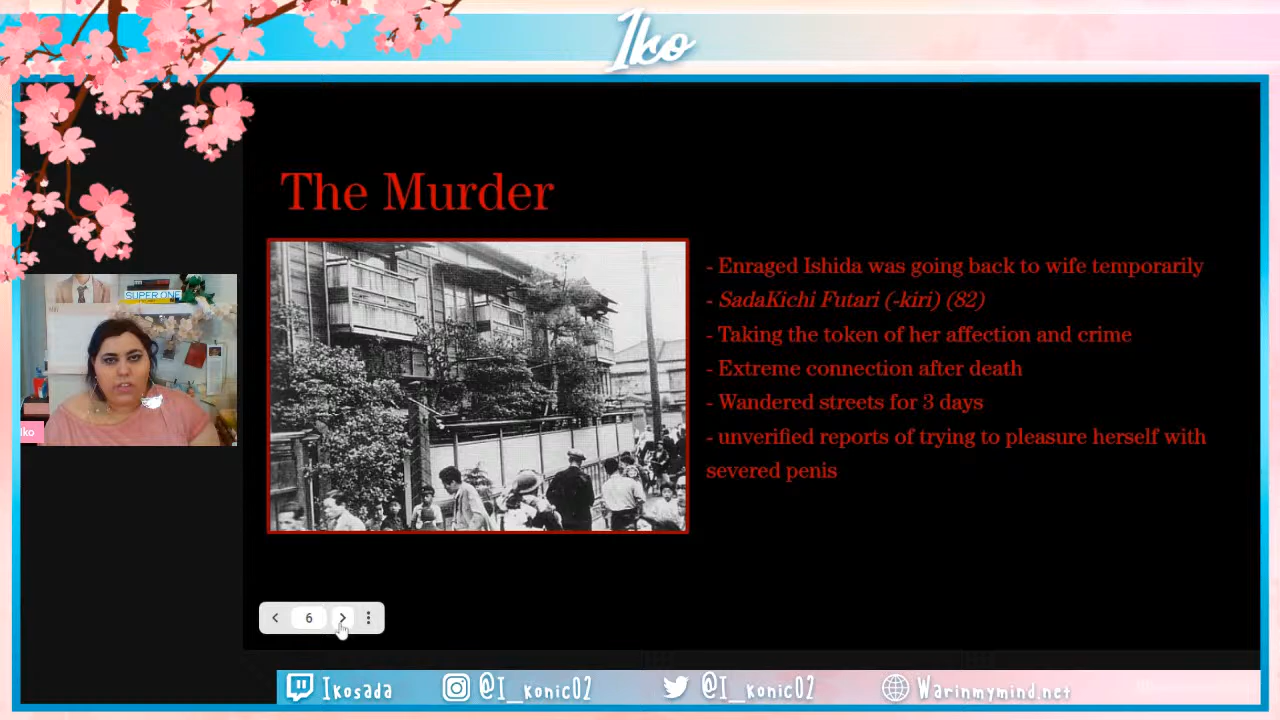 Iko
The Murder
- Enraged Ishida was going back to wife temporarily
- SadaKichi Futari (-kiri) (82)
- Taking the token of her affection and crime
- Extreme connection after death
- Wandered streets for 3 days
- unverified reports of trying to pleasure herself with
severed penis
SUPER ONE
Iko
6
Ikosada
@I_konic02
@I_konic02
Warinmymind.net